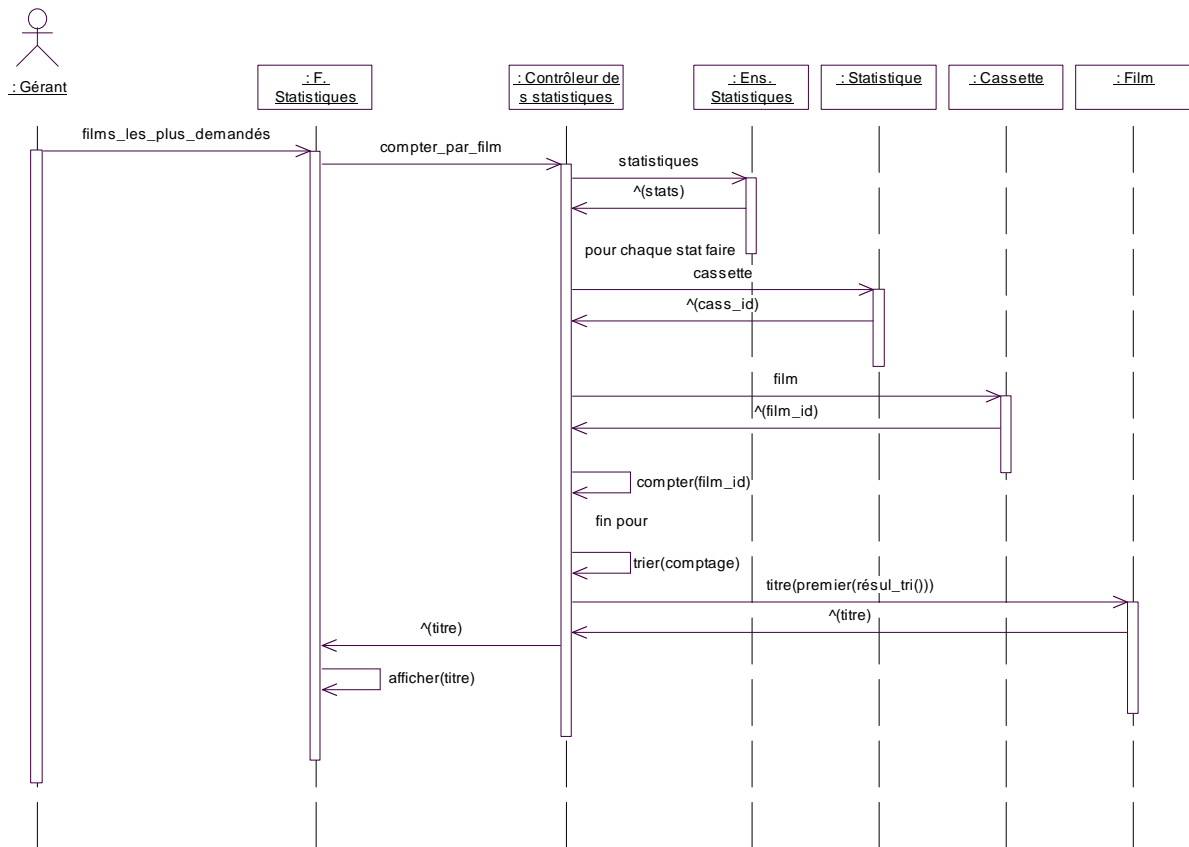 : Gérant
: F.
Statistiques
: Contrôleur de
s statistiques
: Ens.
Statistiques
: Statistique
: Cassette
: Film
films_les_plus_demandés
compter_par_film
statistiques
^(stats)
pour chaque stat faire
cassette
^(cass_id)
film
^(film_id)
compter(film_id)
fin pour
trier(comptage)
titre(premier(résul_tri()))
^(titre)
^(titre)
afficher(titre)